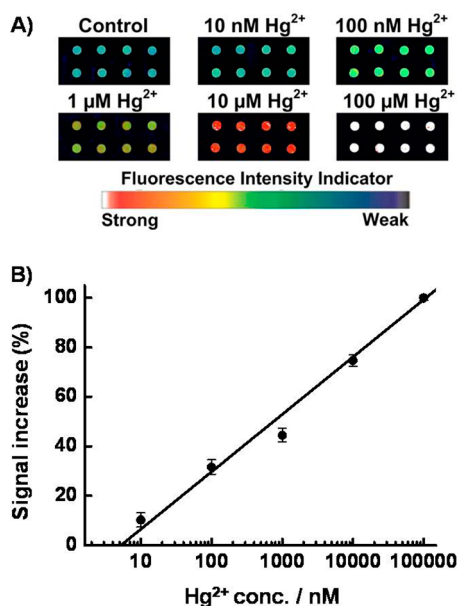 A)
Control 10 nM Hg²⁺ 100 nM Hg²⁺
1 µM Hg²⁺ 10 µM Hg²⁺ 100 µM Hg²⁺
Fluorescence Intensity Indicator
Strong Weak
B)
Signal increase (%)
100
80
60
40
20
0
10 100 1000 10000 100000
Hg²⁺ conc. / nM